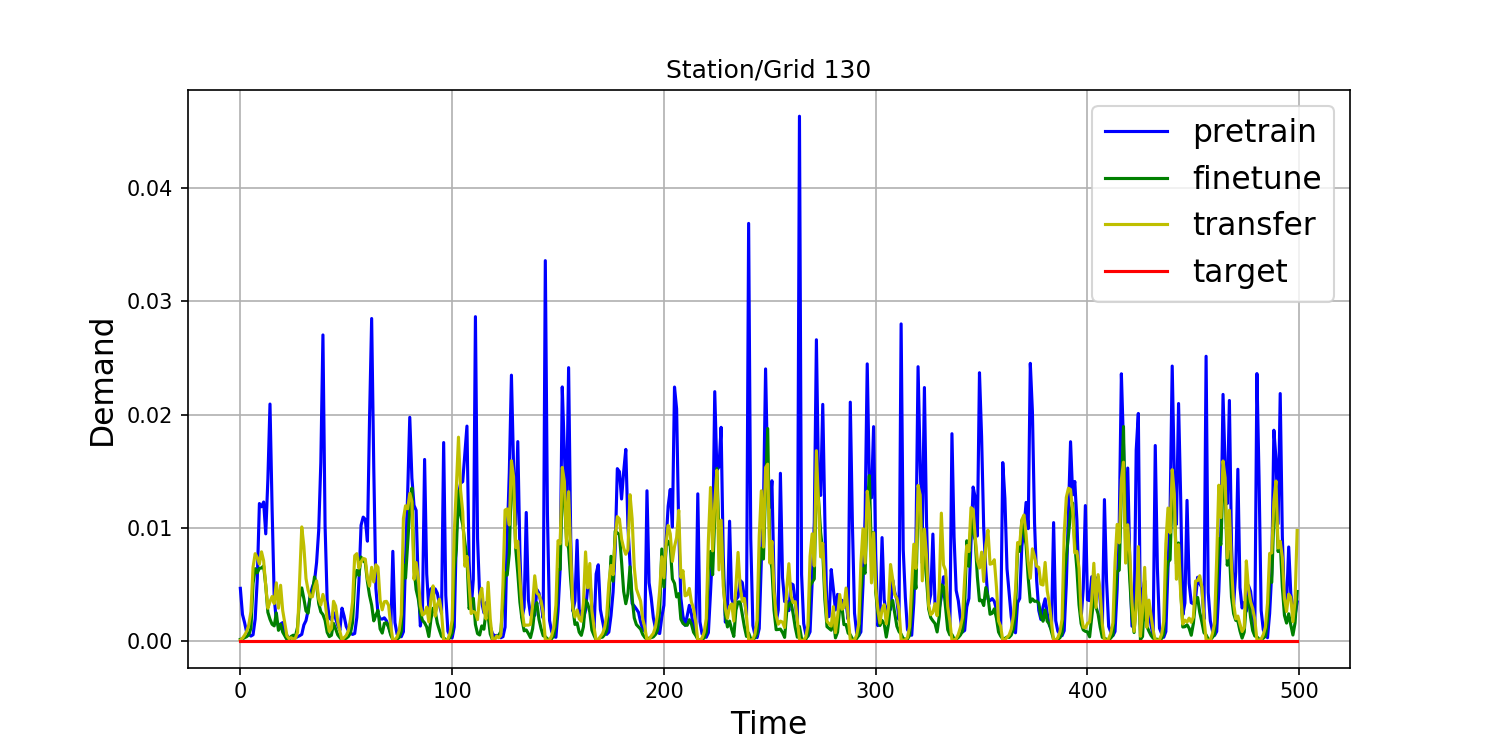 Station/Grid 130
pretrain
finetune
transfer
target
Demand
0.04
0.03
0.02
0.01
0.00
0
100
200
300
400
500
Time